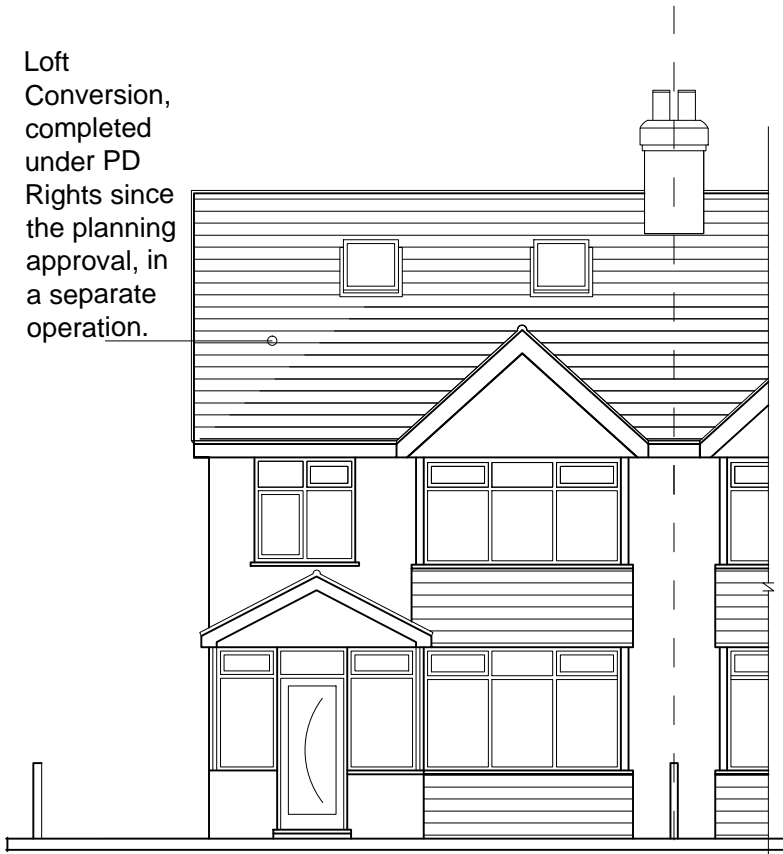 Loft
Conversion,
completed
under PD
Rights since
the planning
approval, in
a separate
operation.